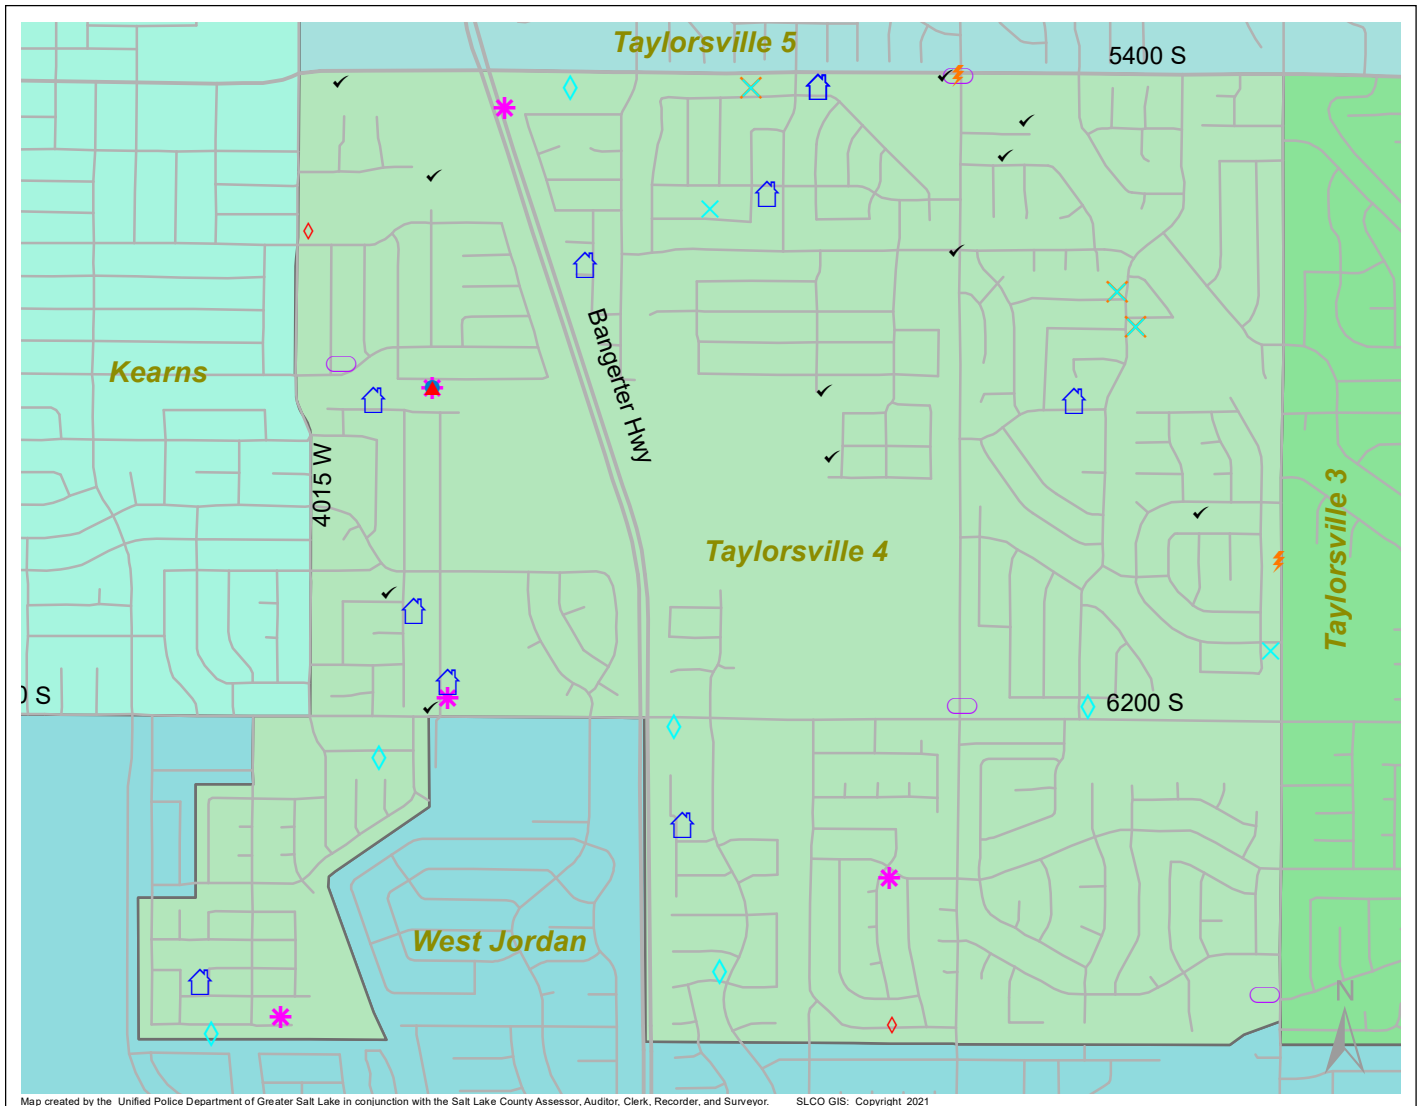 Taylorsville 5
5400 S
Bangerter Hwy
Kearns
4015 W
Taylorsville 4
Taylorsville 3
0 S
6200 S
West Jordan
N
Map created by the Unified Police Department of Greater Salt Lake in conjunction with the Salt Lake County Assessor, Auditor, Clerk, Recorder, and Surveyor. SLCO GIS: Copyright 2021